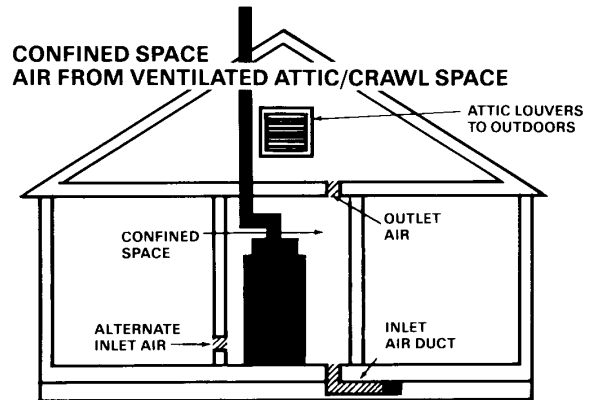 CONFINED SPACE
AIR FROM VENTILATED ATTIC/CRAWL SPACE
ATTIC LOUVERS
TO OUTDOORS
OUTLET
AIR
CONFINED
SPACE
ALTERNATE
INLET AIR
INLET
AIR DUCT